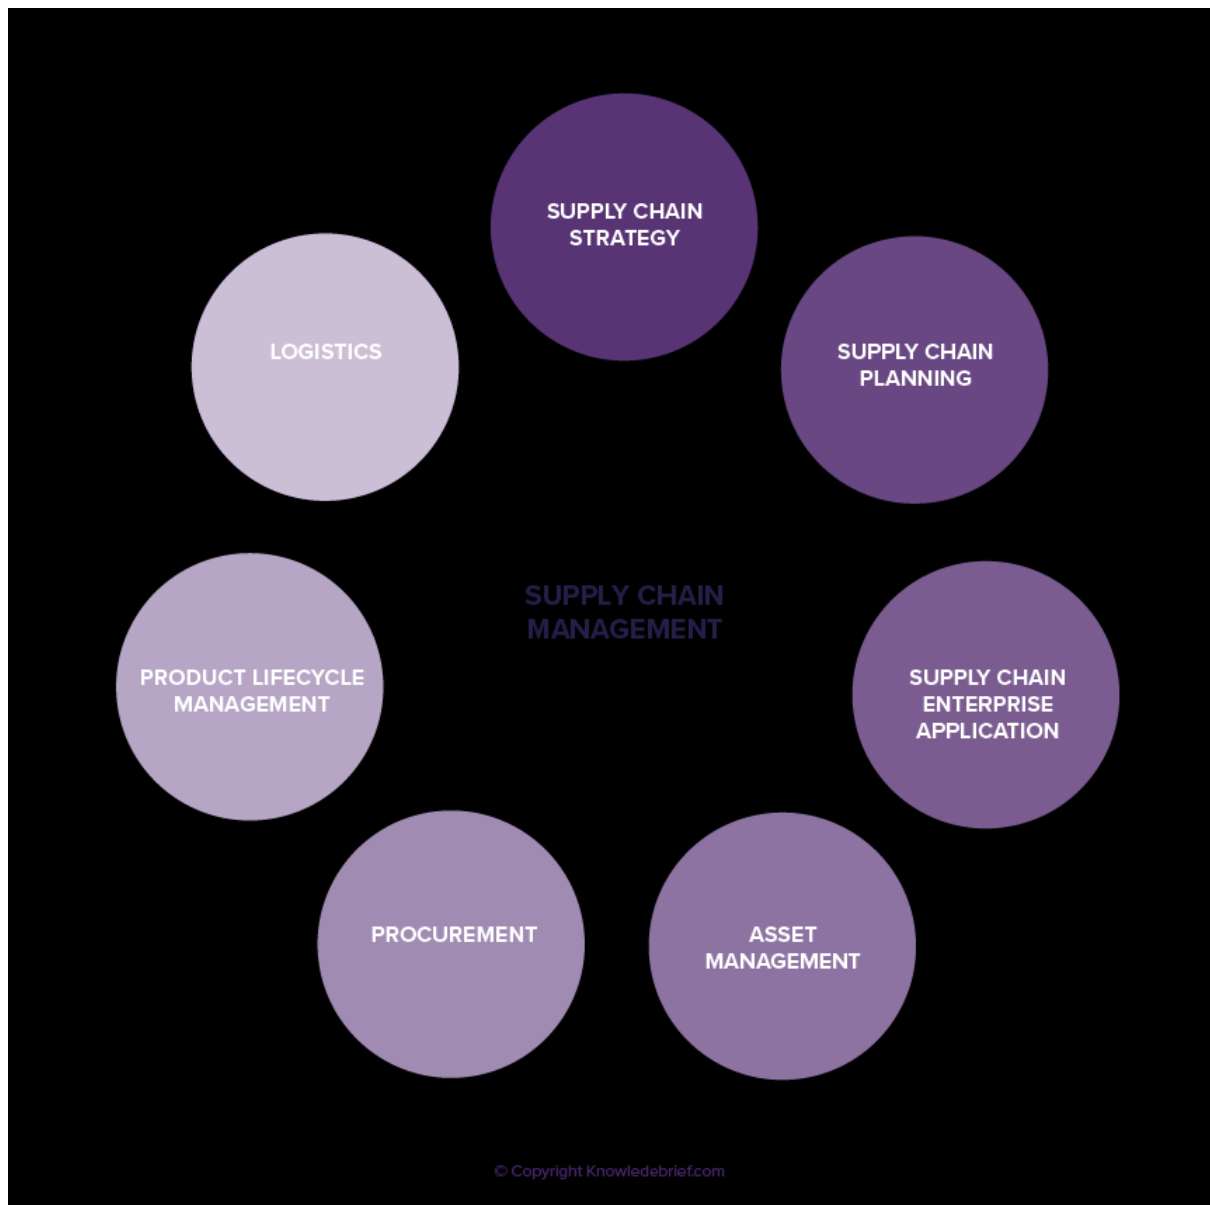 SUPPLY CHAIN
STRATEGY
SUPPLY CHAIN
PLANNING
LOGISTICS
SUPPLY CHAIN
MANAGEMENT
SUPPLY CHAIN
ENTERPRISE
APPLICATION
PRODUCT LIFECYCLE
MANAGEMENT
PROCUREMENT
ASSET
MANAGEMENT
© Copyright Knowledebrief.com